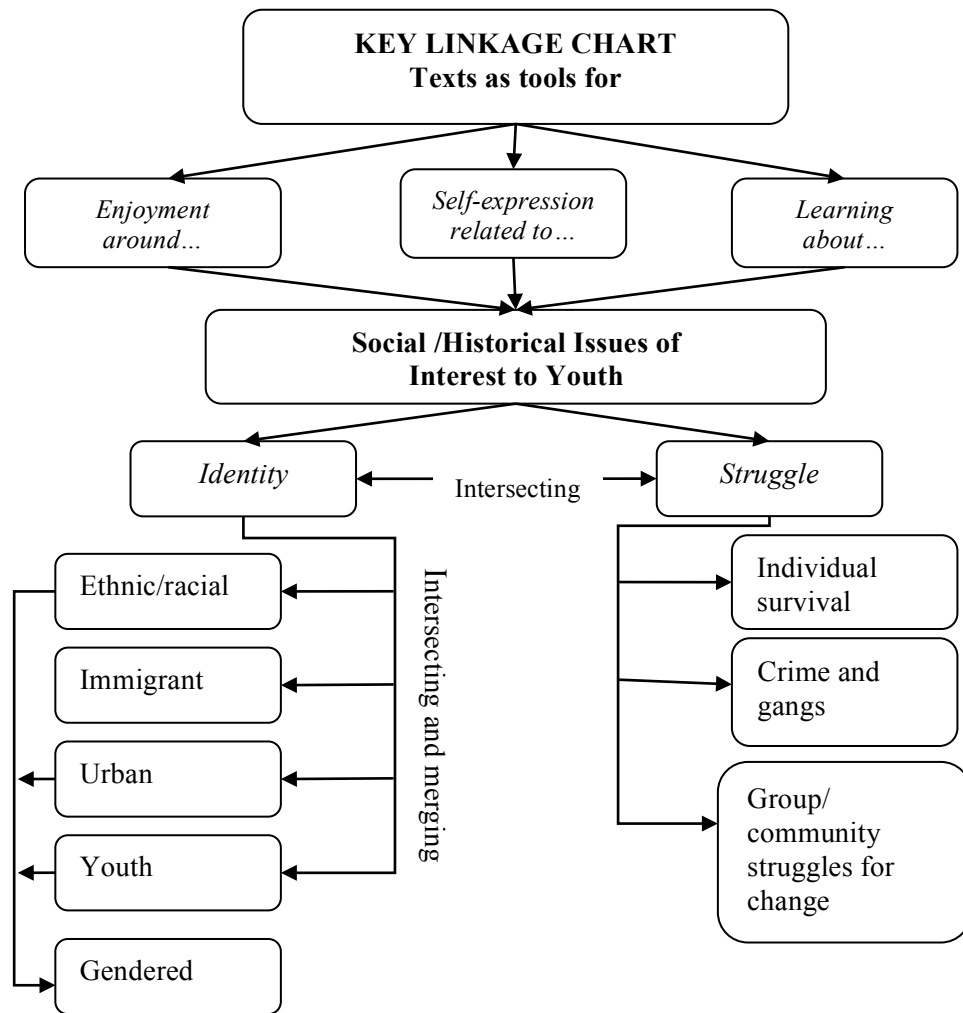 KEY LINKAGE CHART
Texts as tools for
Enjoyment
around…
Self-expression
related to…
Learning
about…
Social /Historical Issues of
Interest to Youth
Identity
Intersecting
Struggle
Ethnic/racial
Immigrant
Urban
Youth
Gendered
Intersecting and merging
Individual
survival
Crime and
gangs
Group/
community
struggles for
change